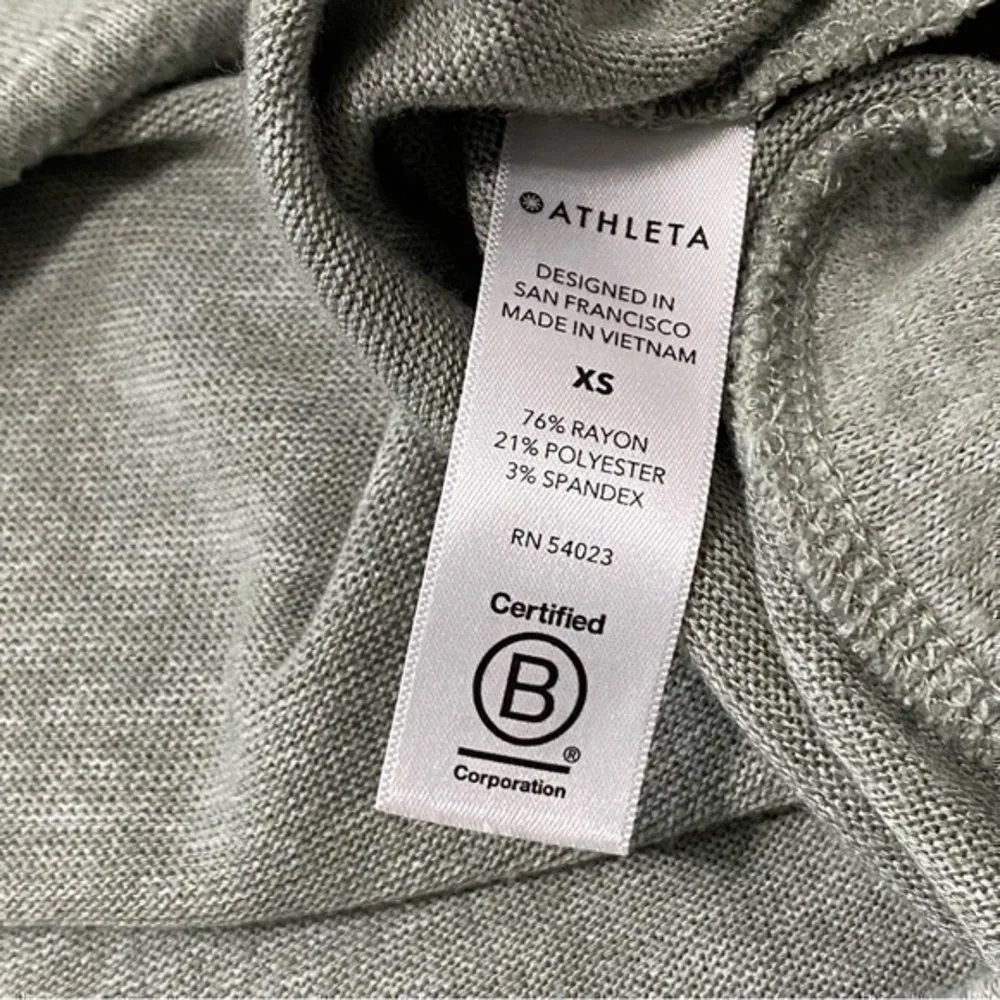 ATHLETA
DESIGNED IN
SAN FRANCISCO
MADE IN VIETNAM
XS
76% RAYON
21% POLYESTER
3% SPANDEX
RN 54023
Certified
B
®
Corporation